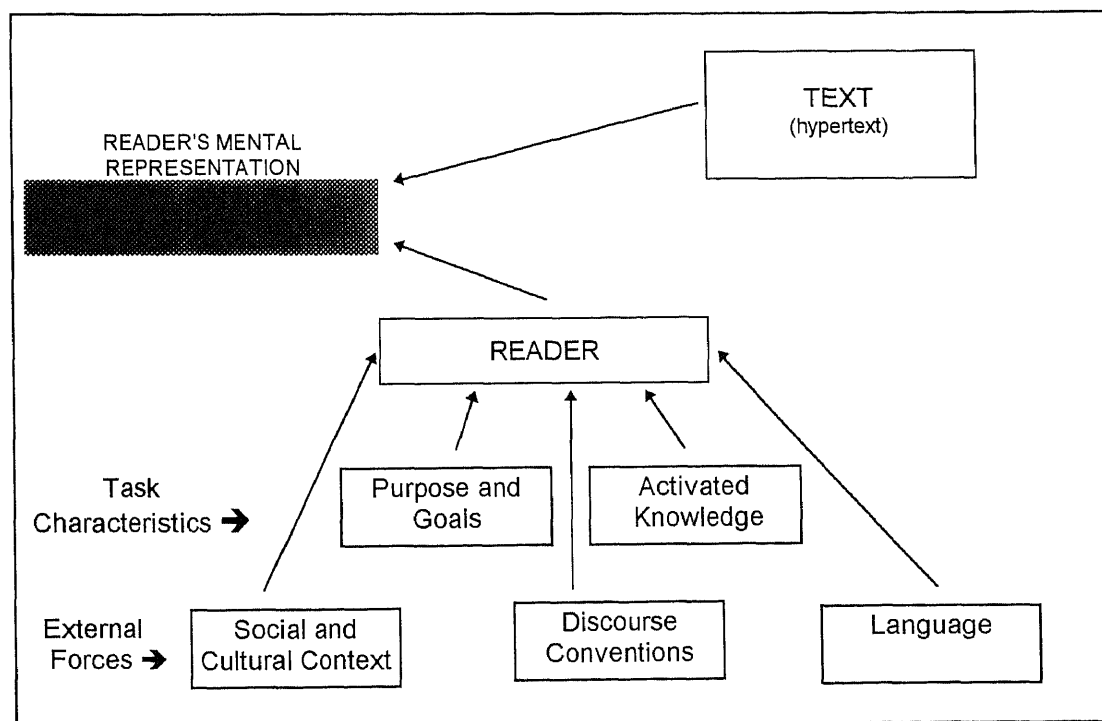 TEXT
(hypertext)
READER'S MENTAL
REPRESENTATION
READER
Task
Characteristics ➔
Purpose and
Goals
Activated
Knowledge
External
Forces ➔
Social and
Cultural Context
Discourse
Conventions
Language